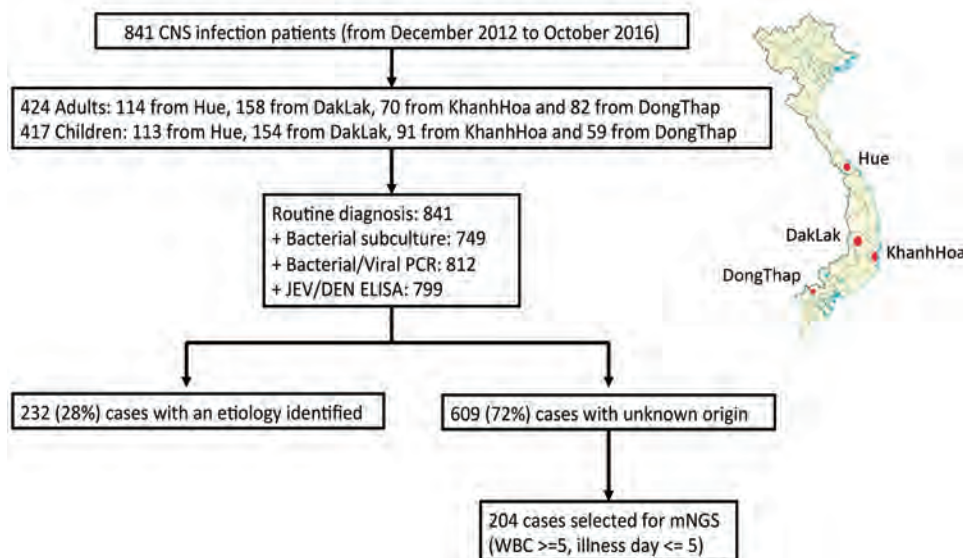 841 CNS infection patients (from December 2012 to October 2016)
424 Adults: 114 from Hue, 158 from DakLak, 70 from KhanhHoa and 82 from DongThap
417 Children: 113 from Hue, 154 from DakLak, 91 from KhanhHoa and 59 from DongThap
Routine diagnosis: 841
+ Bacterial subculture: 749
+ Bacterial/Viral PCR: 812
+ JEV/DEN ELISA: 799
232 (28%) cases with an etiology identified
609 (72%) cases with unknown origin
204 cases selected for mNGS
(WBC >=5, illness day <= 5)
Hue
DakLak
KhanhHoa
DongThap